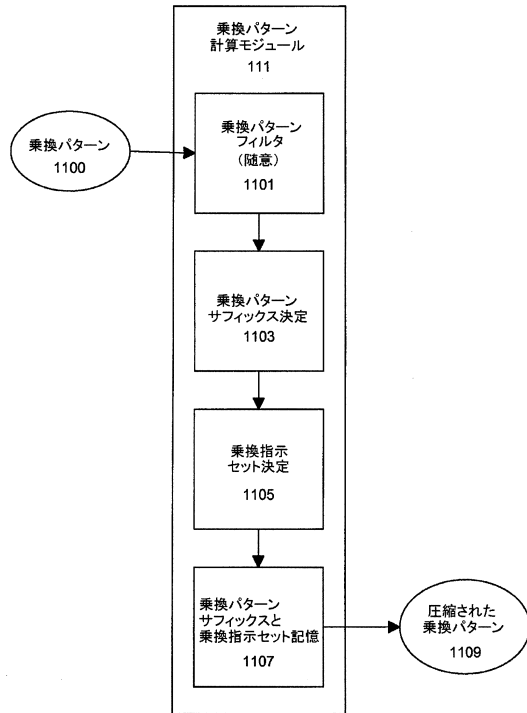 乗換パターン
計算モジュール
111
乗換パターン
1100
乗換パターン
フィルタ
(随意)
1101
乗換パターン
サフィックス決定
1103
乗換指示
セット決定
1105
乗換パターン
サフィックスと
乗換指示セット記憶
1107
圧縮された
乗換パターン
1109